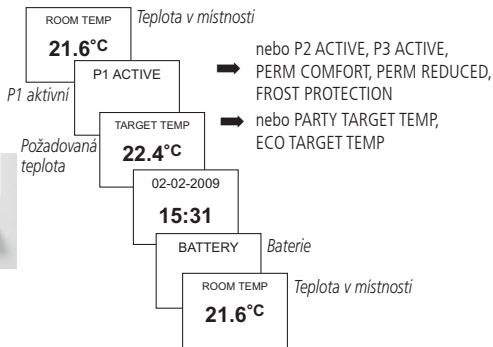 ROOM TEMP
Teplota v místnosti
21.6°C
P1 ACTIVE
P1 aktivní
nebo P2 ACTIVE, P3 ACTIVE,
PERM COMFORT, PERM REDUCED,
FROST PROTECTION
TARGET TEMP
22.4°C
Požadovaná
teplota
nebo PARTY TARGET TEMP,
ECO TARGET TEMP
02-02-2009
15:31
BATTERY
Baterie
ROOM TEMP
Teplota v místnosti
21.6°C